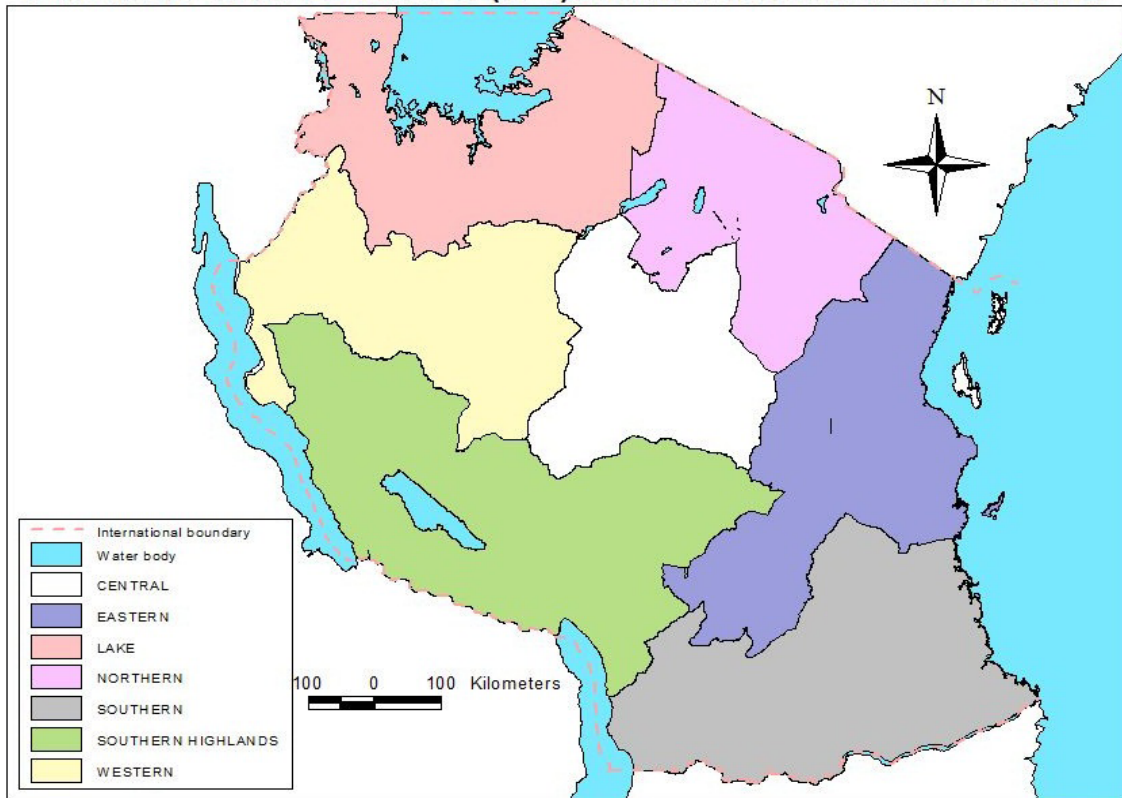 N
International boundary
Water body
CENTRAL
EASTERN
LAKE
NORTHERN
SOUTHERN
SOUTHERN HIGHLANDS
WESTERN
100 0 100 Kilometers